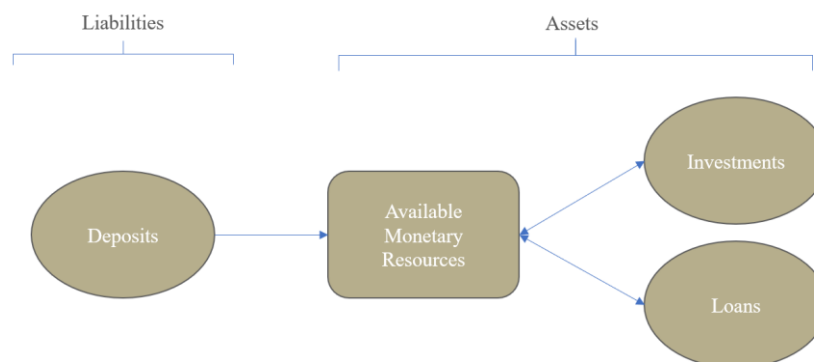 Liabilities
Assets
Deposits
Available
Monetary
Resources
Investments
Loans